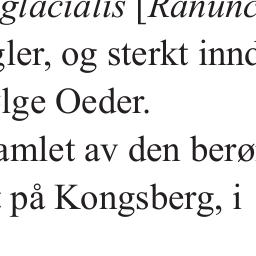 glacialis [Ranunc
gler, og sterkt innd
lge Oeder.
amlet av den berø
t på Kongsberg, i